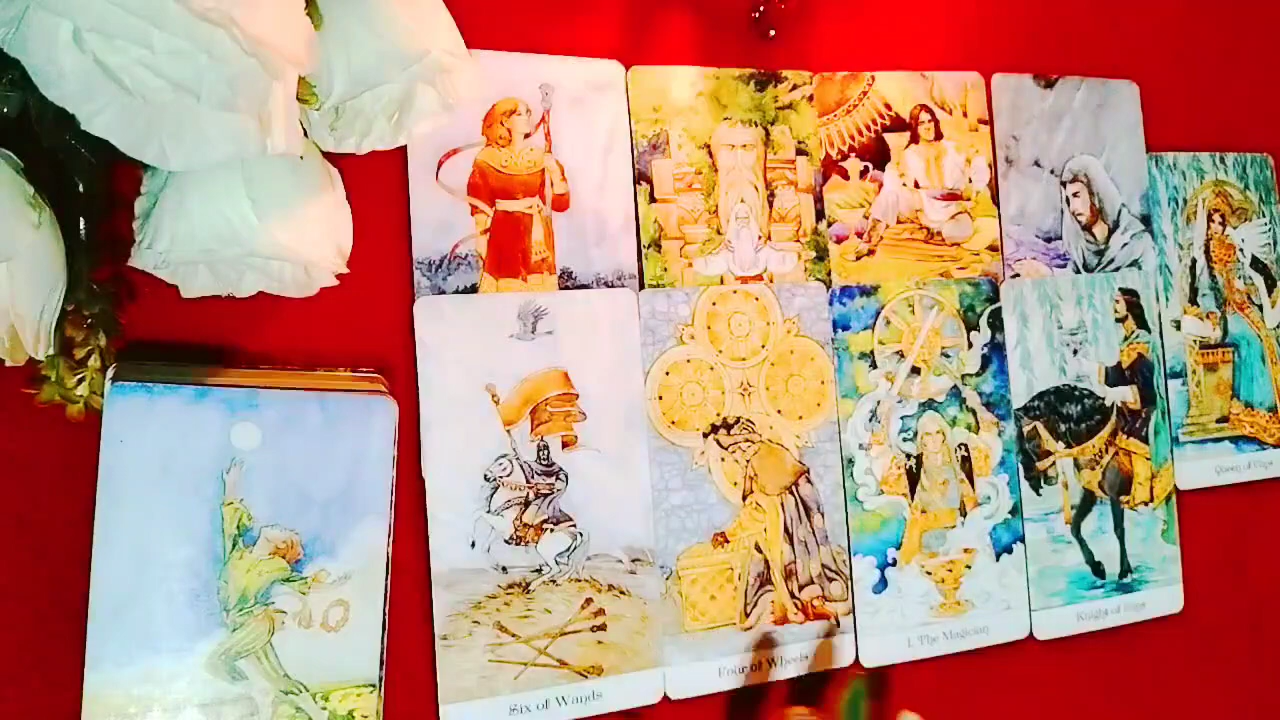 Queen of Cups
Knight of Cups
I. The Magician
Four of Wheels
Six of Wands